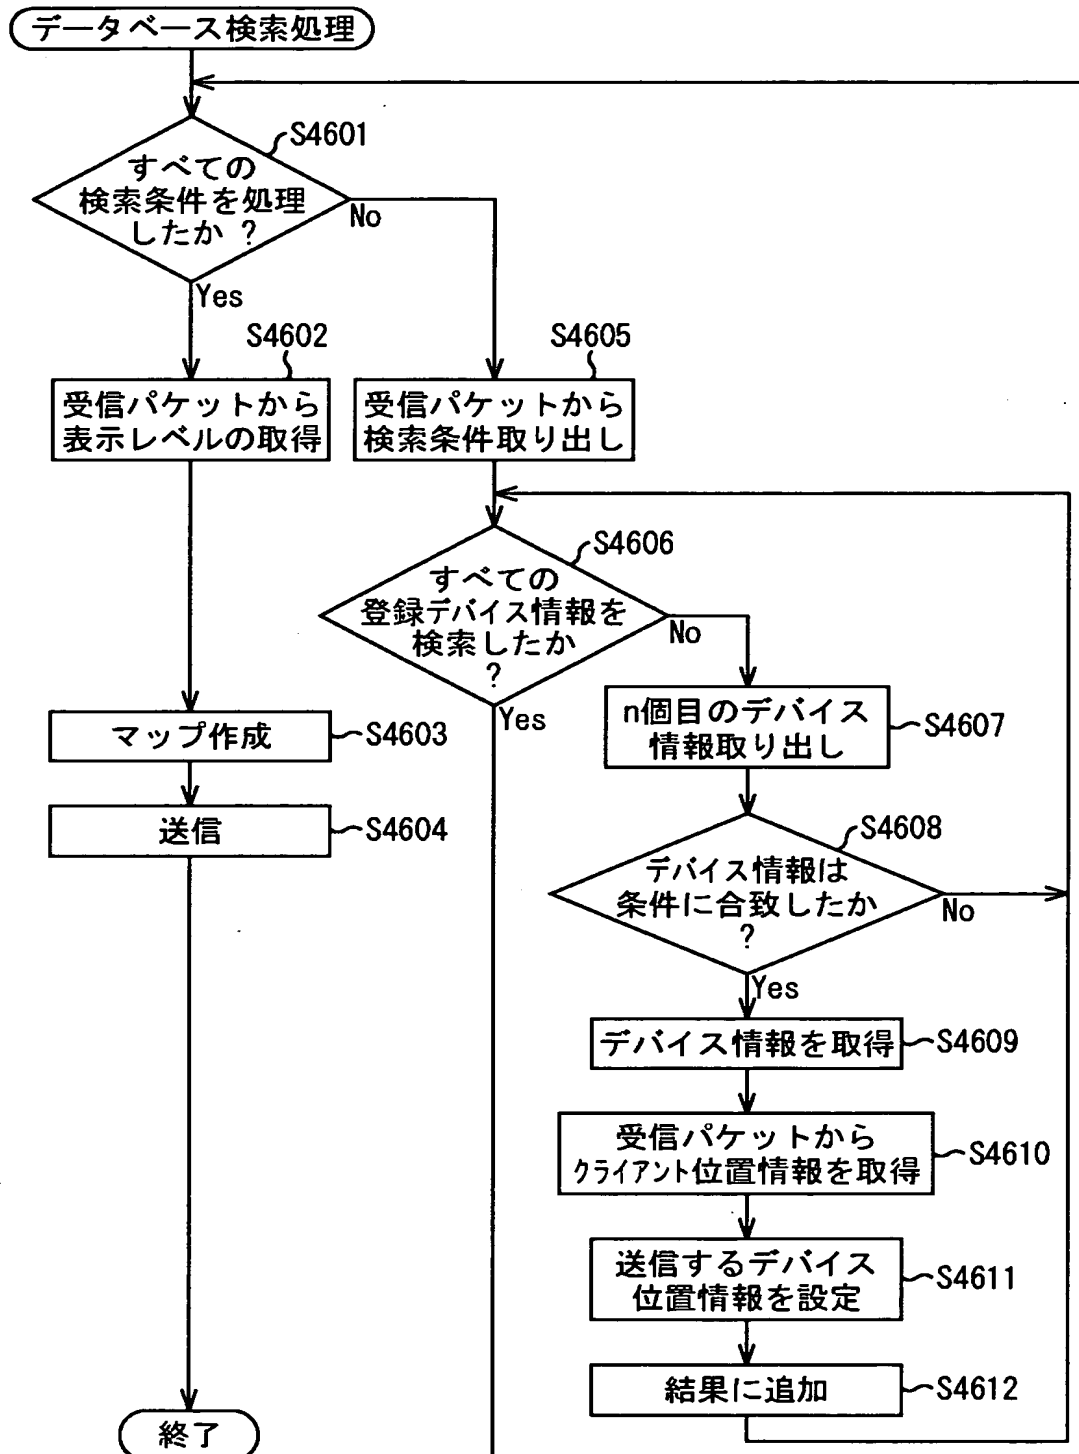 データベース検索処理
S4601
すべての
検索条件を処理
したか ?
No
Yes
S4602
受信パケットから
表示レベルの取得
S4605
受信パケットから
検索条件取り出し
S4606
すべての
登録デバイス情報を
検索したか
?
No
Yes
n個目のデバイス
情報取り出し
S4607
マップ作成
S4603
送信
S4604
S4608
デバイス情報は
条件に合致したか
?
No
Yes
デバイス情報を取得
S4609
受信パケットから
クライアント位置情報を取得
S4610
送信するデバイス
位置情報を設定
S4611
結果に追加
S4612
終了